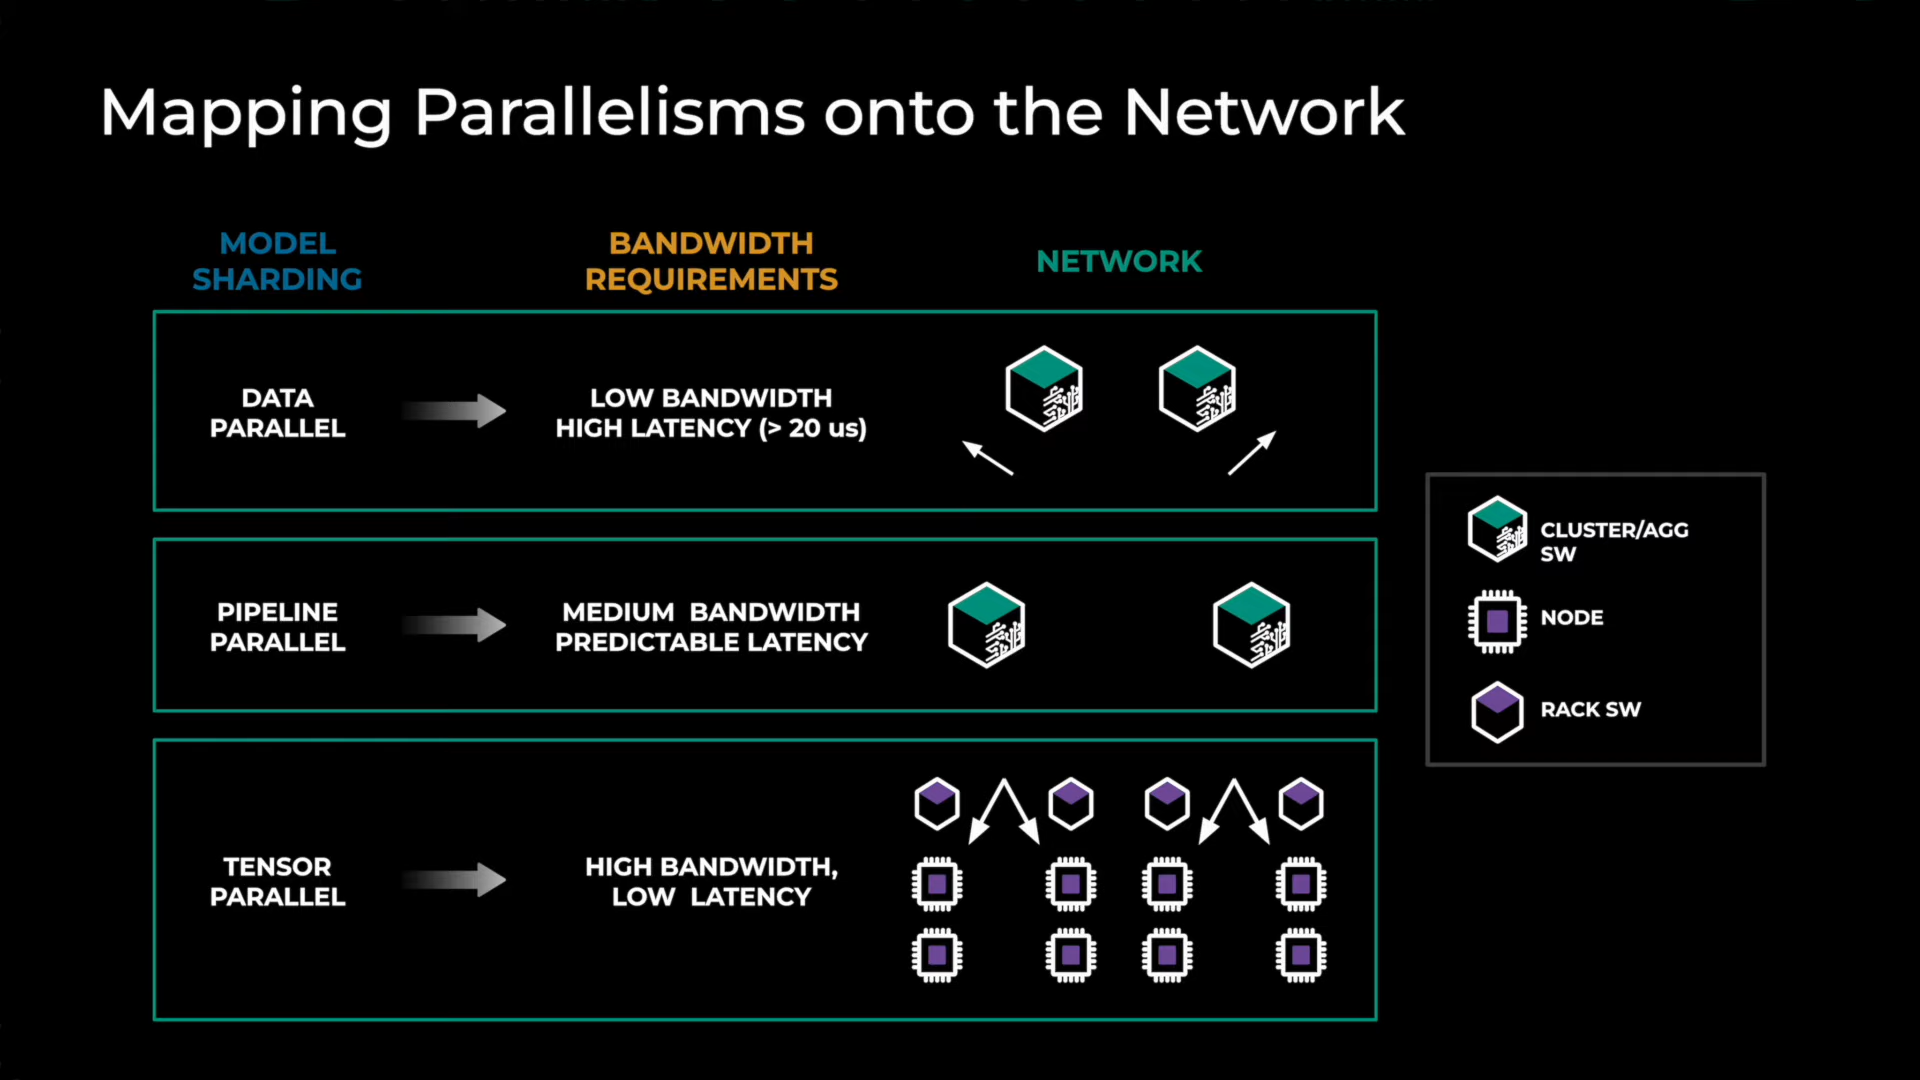 Mapping Parallelisms onto the Network
MODEL
SHARDING
BANDWIDTH
REQUIREMENTS
NETWORK
DATA
PARALLEL
LOW BANDWIDTH
HIGH LATENCY (> 20 us)
PIPELINE
PARALLEL
MEDIUM BANDWIDTH
PREDICTABLE LATENCY
TENSOR
PARALLEL
HIGH BANDWIDTH,
LOW LATENCY
CLUSTER/AGG
SW
NODE
RACK SW